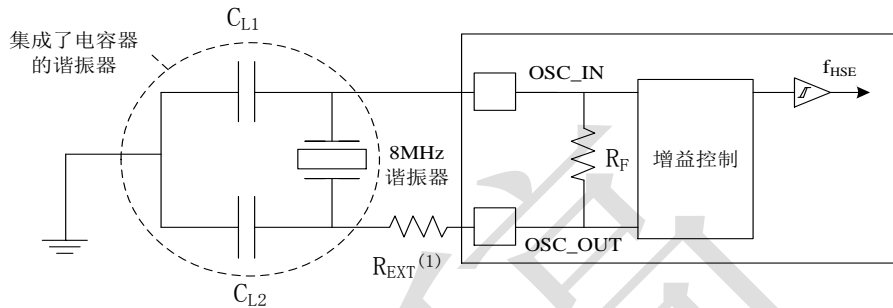 C_L1
集成了电容器
的谐振器
OSC_IN
f_HSE
8MHz
谐振器
R_F
增益控制
OSC_OUT
R_EXT^(1)
C_L2